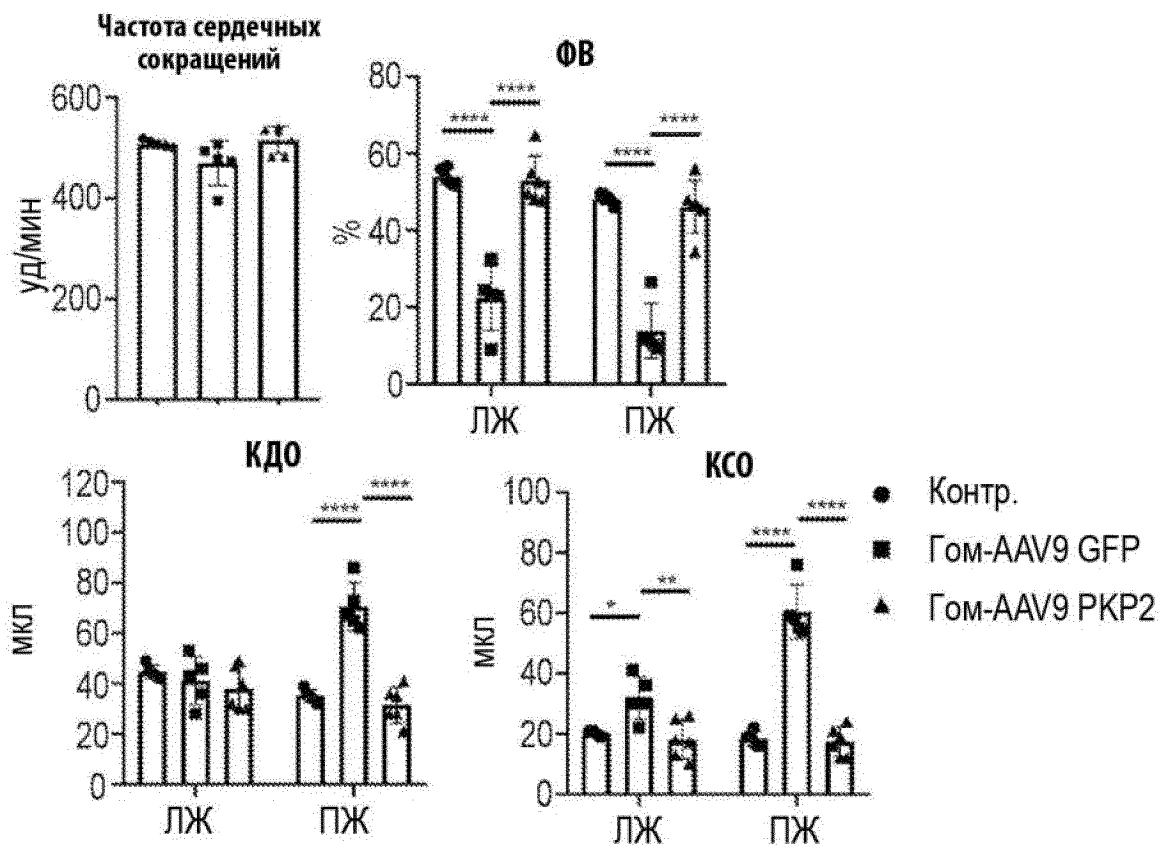 Частота сердечных
сокращений
600
400
200
0
уд/мин
ФВ
80
60
40
20
0
%
****
****
****
****
ЛЖ
ПЖ
КДО
120
100
80
60
40
20
0
мкл
****
****
ЛЖ
ПЖ
КСО
100
80
60
40
20
0
мкл
*
**
****
****
ЛЖ
ПЖ
Контр.
Гом-AAV9 GFP
Гом-AAV9 PKP2